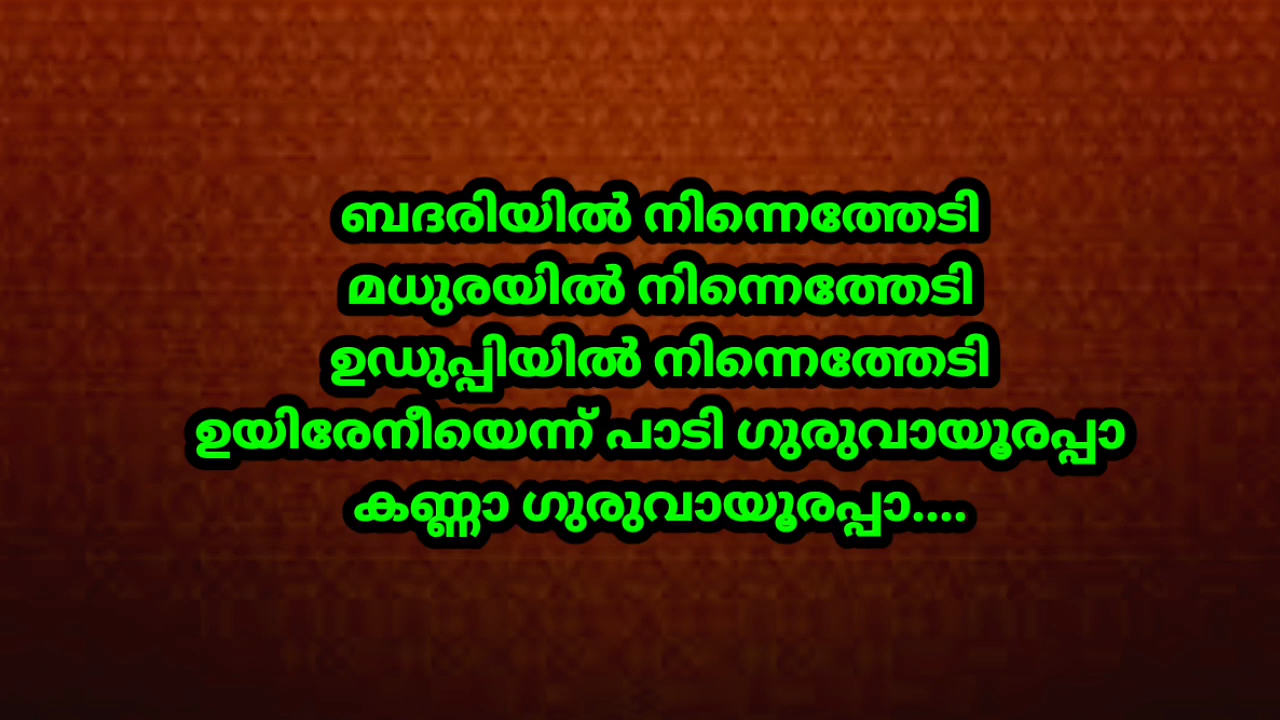 ബദരിയിൽ നിന്നെത്തേടി
മധുരയിൽ നിന്നെത്തേടി
ഉഡുപ്പിയിൽ നിന്നെത്തേടി
ഉയിരേനീയെന്ന് പാടി ഗുരുവായൂരപ്പാ
കണ്ണാ ഗുരുവായൂരപ്പാ....